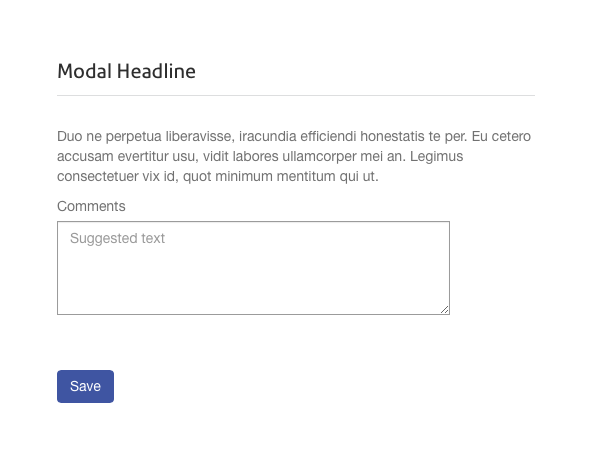 Modal Headline
Duo ne perpetua liberavisse, iracundia efficiendi honestatis te per. Eu cetero
accusam evertitur usu, vidit labores ullamcorper mei an. Legimus
consectetuer vix id, quot minimum mentitum qui ut.
Comments
Suggested text
Save